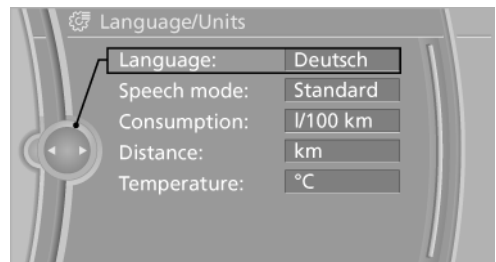 Language/Units
Language: Deutsch
Speech mode: Standard
Consumption: l/100 km
Distance: km
Temperature: °C